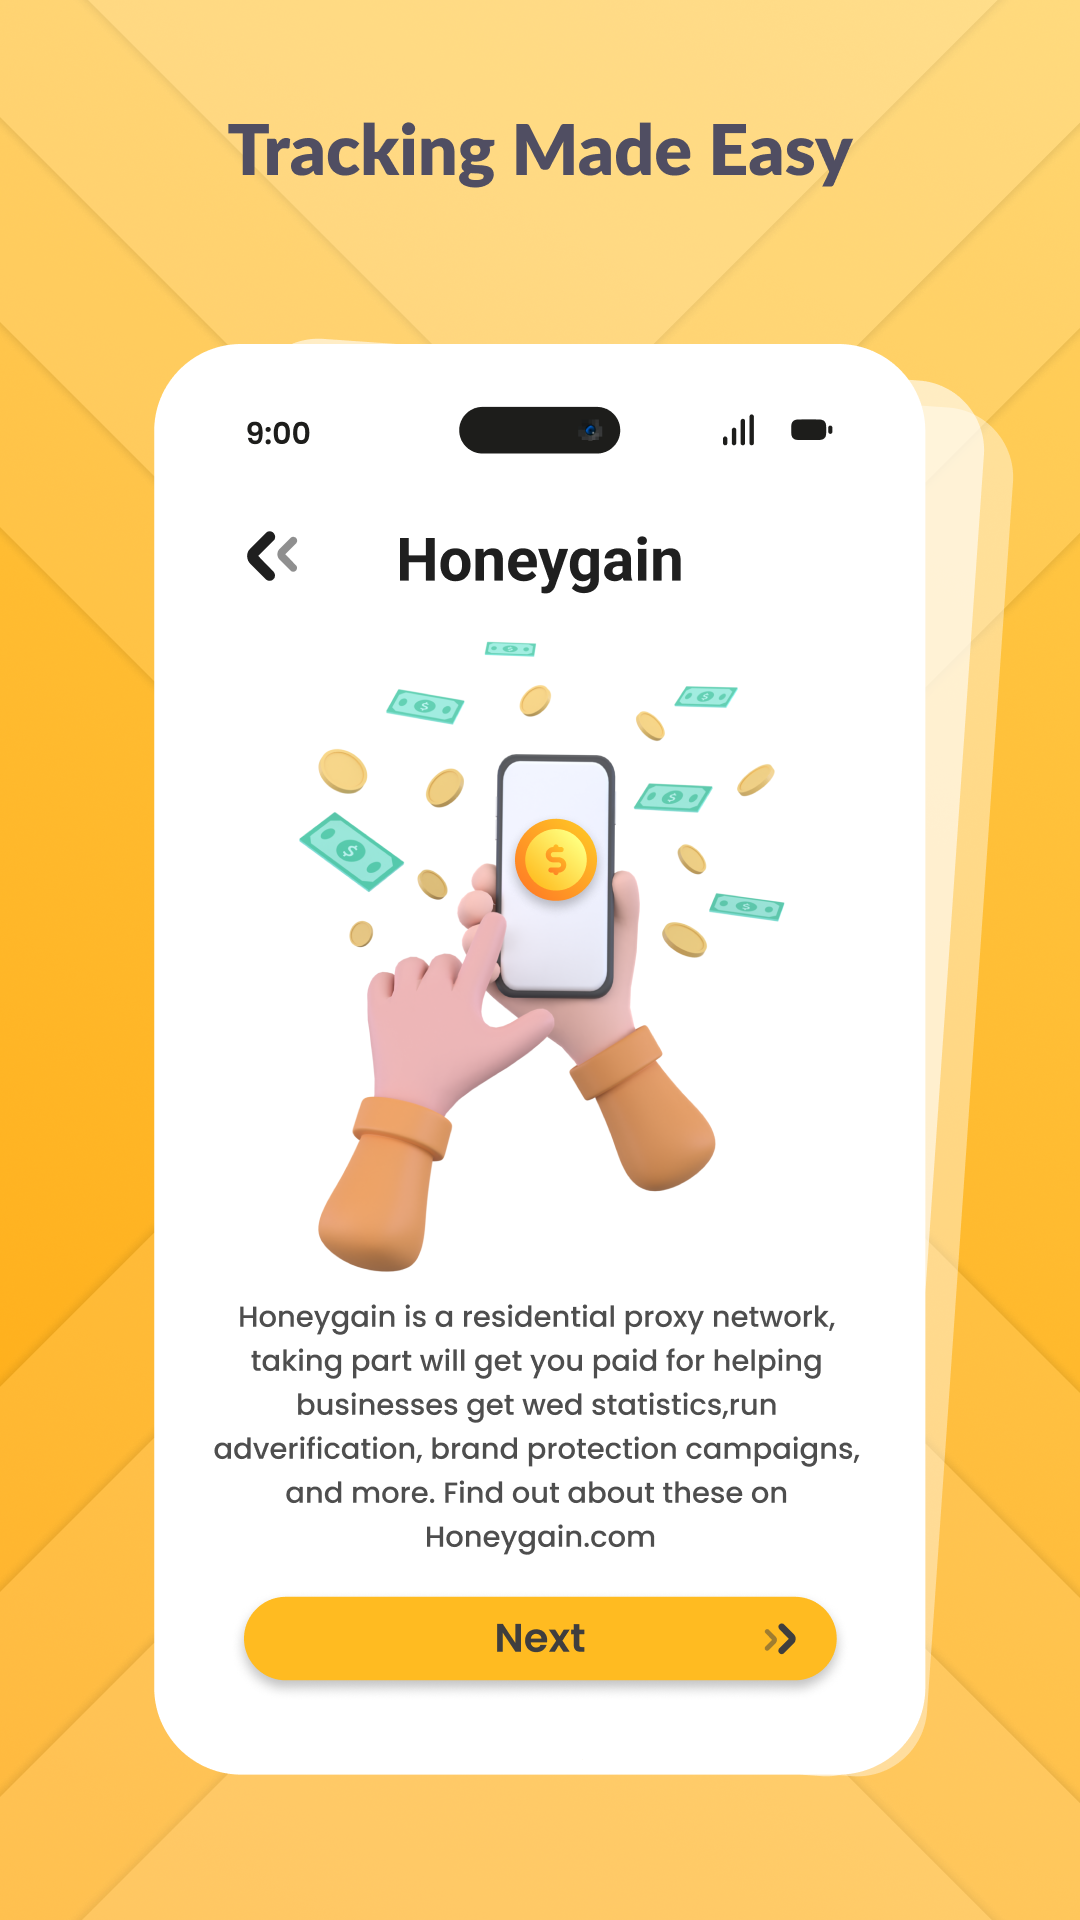 Tracking Made Easy
9:00
Honeygain
Honeygain is a residential proxy network,
taking part will get you paid for helping
businesses get wed statistics,run
adverification, brand protection campaigns,
and more. Find out about these on
Honeygain.com
Next